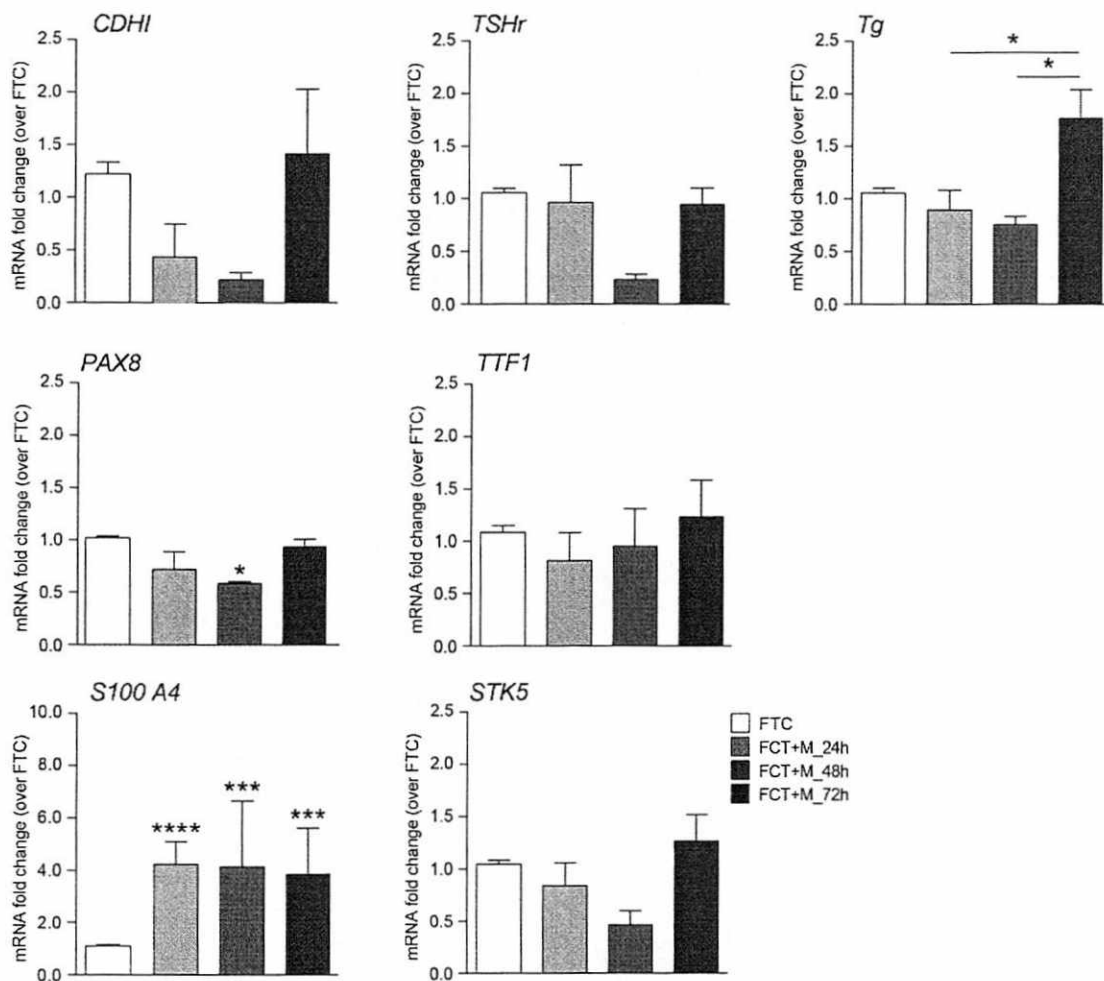 CDHI
mRNA fold change (over FTC)
2.5
2.0
1.5
1.0
0.5
0.0
TSHr
mRNA fold change (over FTC)
2.5
2.0
1.5
1.0
0.5
0.0
Tg
mRNA fold change (over FTC)
2.5
2.0
1.5
1.0
0.5
0.0
*
*
PAX8
mRNA fold change (over FTC)
2.5
2.0
1.5
1.0
0.5
0.0
*
TTF1
mRNA fold change (over FTC)
2.5
2.0
1.5
1.0
0.5
0.0
S100 A4
mRNA fold change (over FTC)
10.0
8.0
6.0
4.0
2.0
0.0
****
***
***
STK5
mRNA fold change (over FTC)
2.5
2.0
1.5
1.0
0.5
0.0
FTC
FCT+M_24h
FCT+M_48h
FCT+M_72h